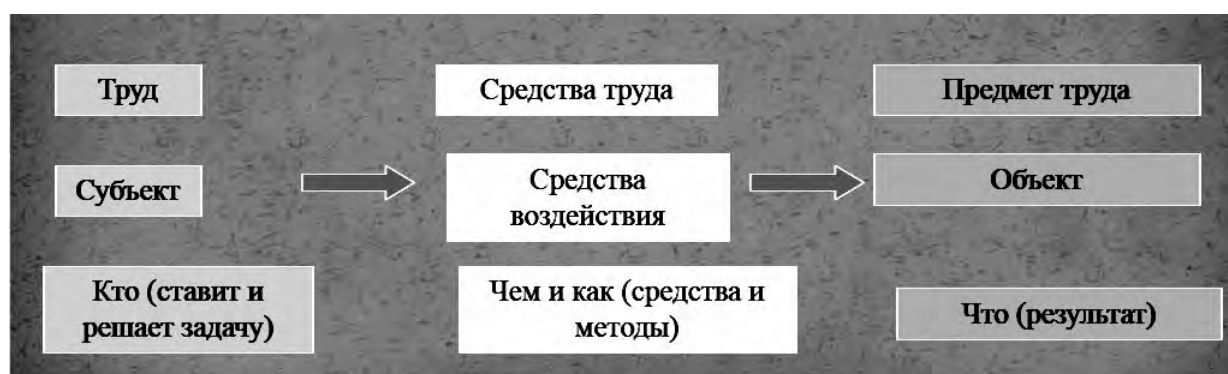 Труд
Средства труда
Предмет труда
Субъект
Средства
воздействия
Объект
Кто (ставит и
решает задачу)
Чем и как (средства и
методы)
Что (результат)